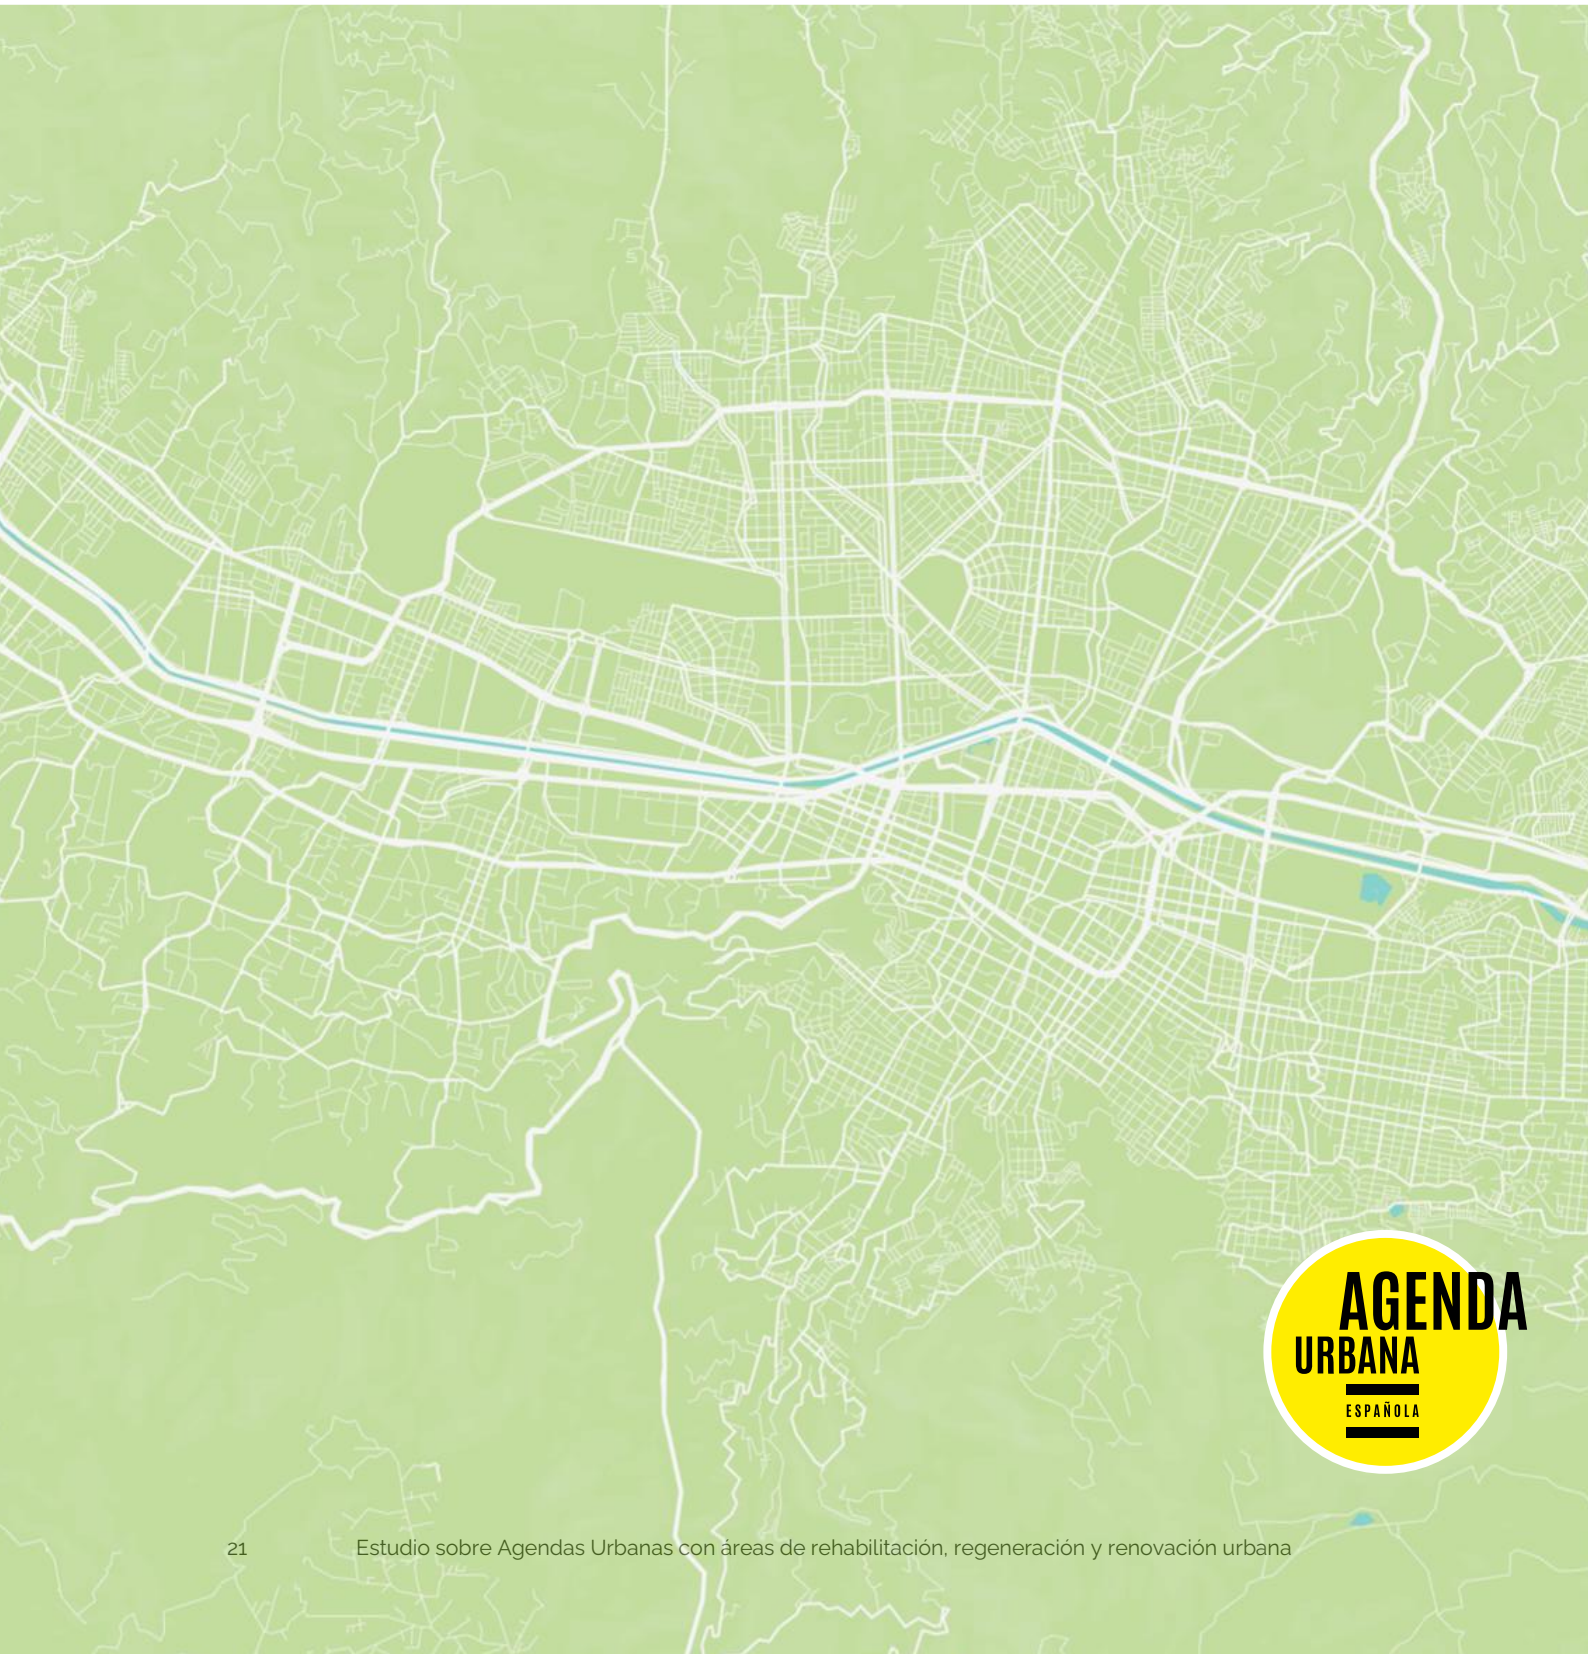 AGENDA
URBANA
ESPAÑOLA
21 Estudio sobre Agendas Urbanas con áreas de rehabilitación, regeneración y renovación urbana